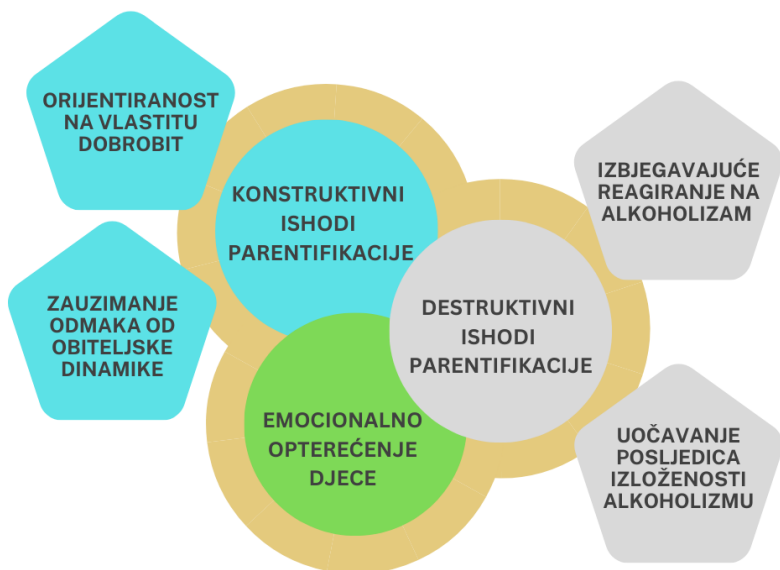 ORIJENTIRANOST
NA VLASTITU
DOBROBIT
KONSTRUKTIVNI
ISHODI
PARENTIFIKACIJE
IZBJEGAVAJUĆE
REAGIRANJE NA
ALKOHOLIZAM
ZAUZIMANJE
ODMAKA OD
OBITELJSKE
DINAMIKE
DESTRUKTIVNI
ISHODI
PARENTIFIKACIJE
EMOCIONALNO
OPTEREĆENJE
DJECE
UOČAVANJE
POSLJEDICA
IZLOŽENOSTI
ALKOHOLIZMU